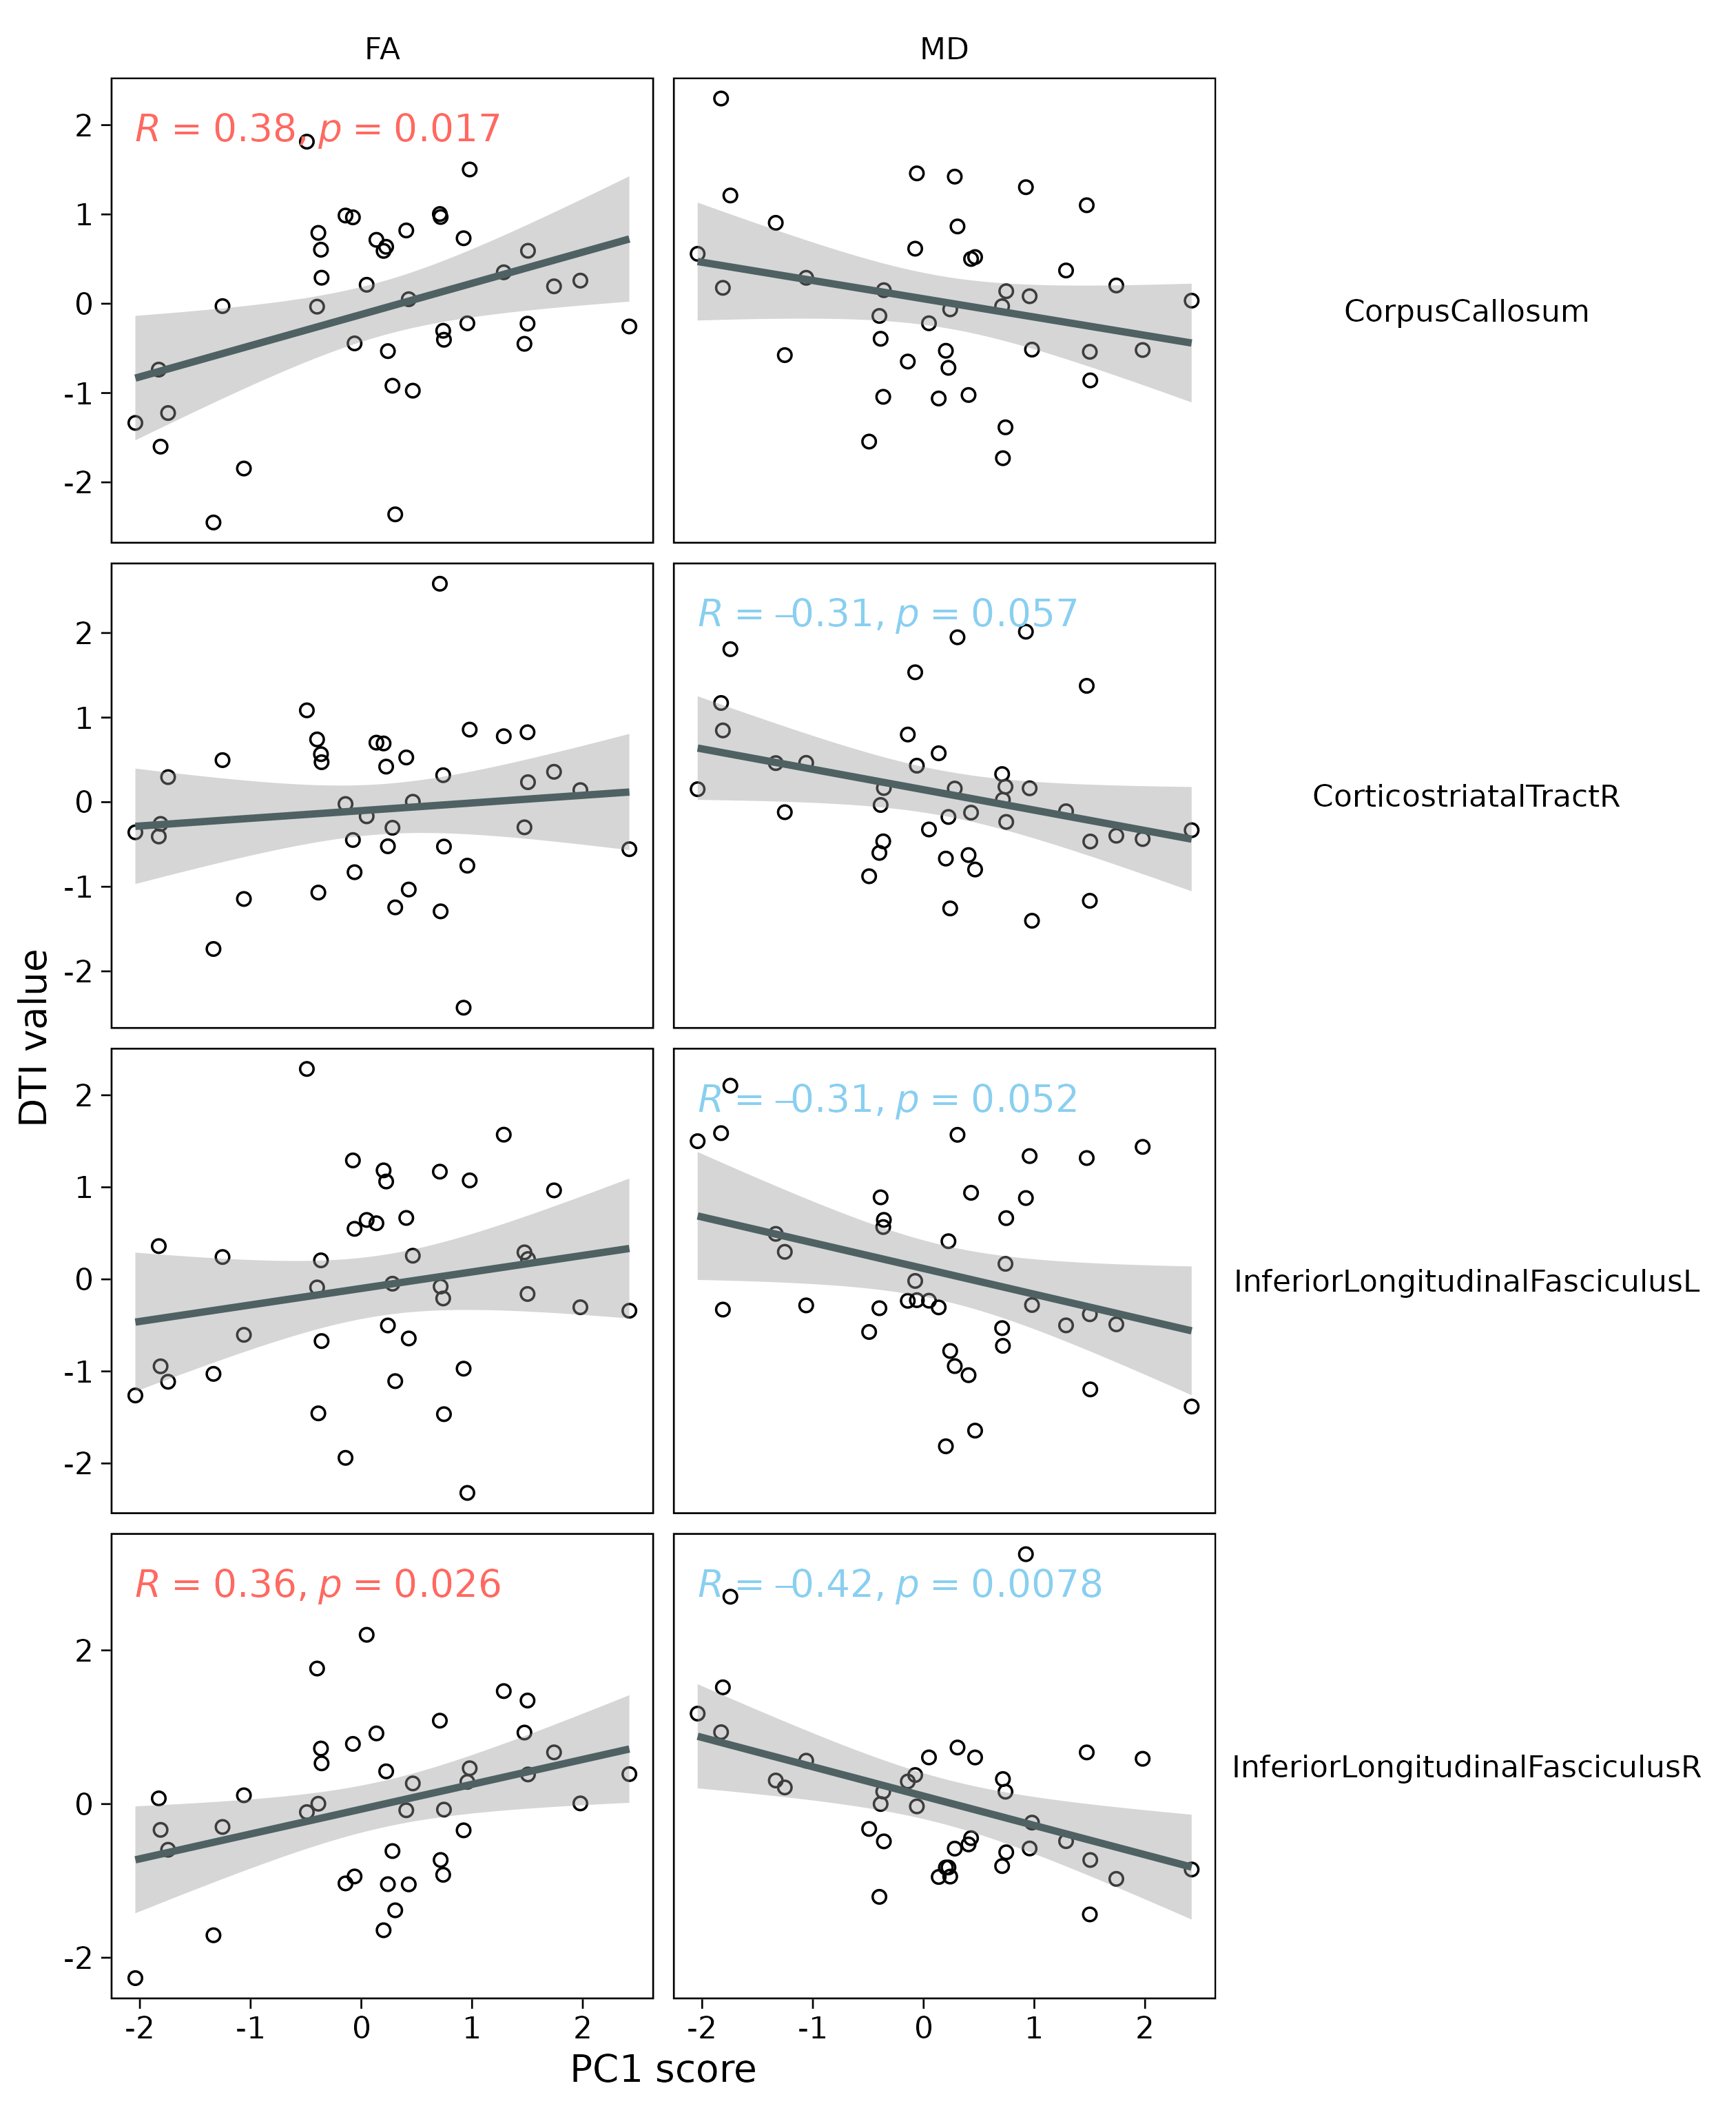 FA MD
R = 0.38, p = 0.017
2
1
0
-1
-2
CorpusCallosum
R = –0.31, p = 0.057
2
1
0
-1
-2
CorticostriatalTractR
DTI value
R = –0.31, p = 0.052
2
1
0
-1
-2
InferiorLongitudinalFasciculusL
R = 0.36, p = 0.026 R = –0.42, p = 0.0078
2
0
-2
InferiorLongitudinalFasciculusR
-2 -1 0 1 2 -2 -1 0 1 2
PC1 score